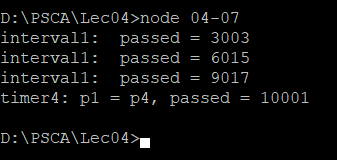 D:\PSCA\Lec04>node 04-07
interval1:  passed = 3003
interval1:  passed = 6015
interval1:  passed = 9017
timer4: p1 = p4, passed = 10001
D:\PSCA\Lec04>